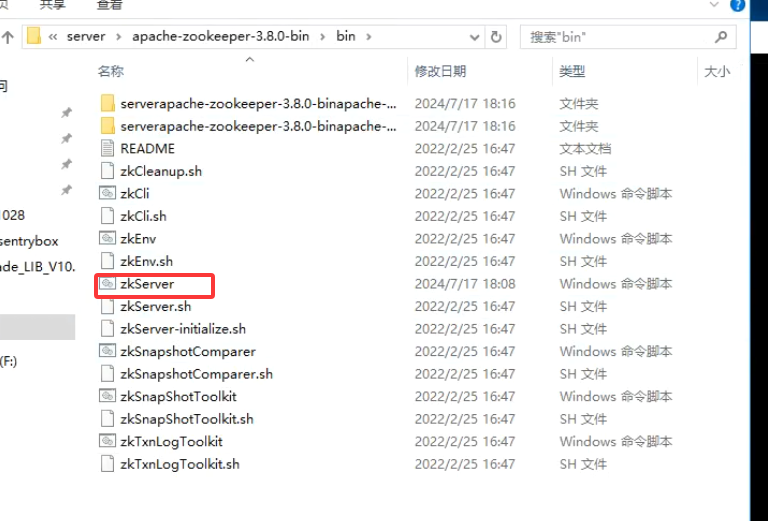 共享 查看
« server › apache-zookeeper-3.8.0-bin › bin ›
搜索"bin"
名称 修改日期 类型 大小
serverapache-zookeeper-3.8.0-binapache-... 2024/7/17 18:16 文件夹
serverapache-zookeeper-3.8.0-binapache-... 2024/7/17 18:16 文件夹
README 2022/2/25 16:47 文本文档
zkCleanup.sh 2022/2/25 16:47 SH 文件
zkCli 2022/2/25 16:47 Windows 命令脚本
zkCli.sh 2022/2/25 16:47 SH 文件
zkEnv 2022/2/25 16:47 Windows 命令脚本
zkEnv.sh 2022/2/25 16:47 SH 文件
zkServer 2024/7/17 18:08 Windows 命令脚本
zkServer.sh 2022/2/25 16:47 SH 文件
zkServer-initialize.sh 2022/2/25 16:47 SH 文件
zkSnapshotComparer 2022/2/25 16:47 Windows 命令脚本
zkSnapshotComparer.sh 2022/2/25 16:47 SH 文件
zkSnapShotToolkit 2022/2/25 16:47 Windows 命令脚本
zkSnapShotToolkit.sh 2022/2/25 16:47 SH 文件
zkTxnLogToolkit 2022/2/25 16:47 Windows 命令脚本
zkTxnLogToolkit.sh 2022/2/25 16:47 SH 文件
问
1028
sentrybox
ade_LIB_V10.
(F:)